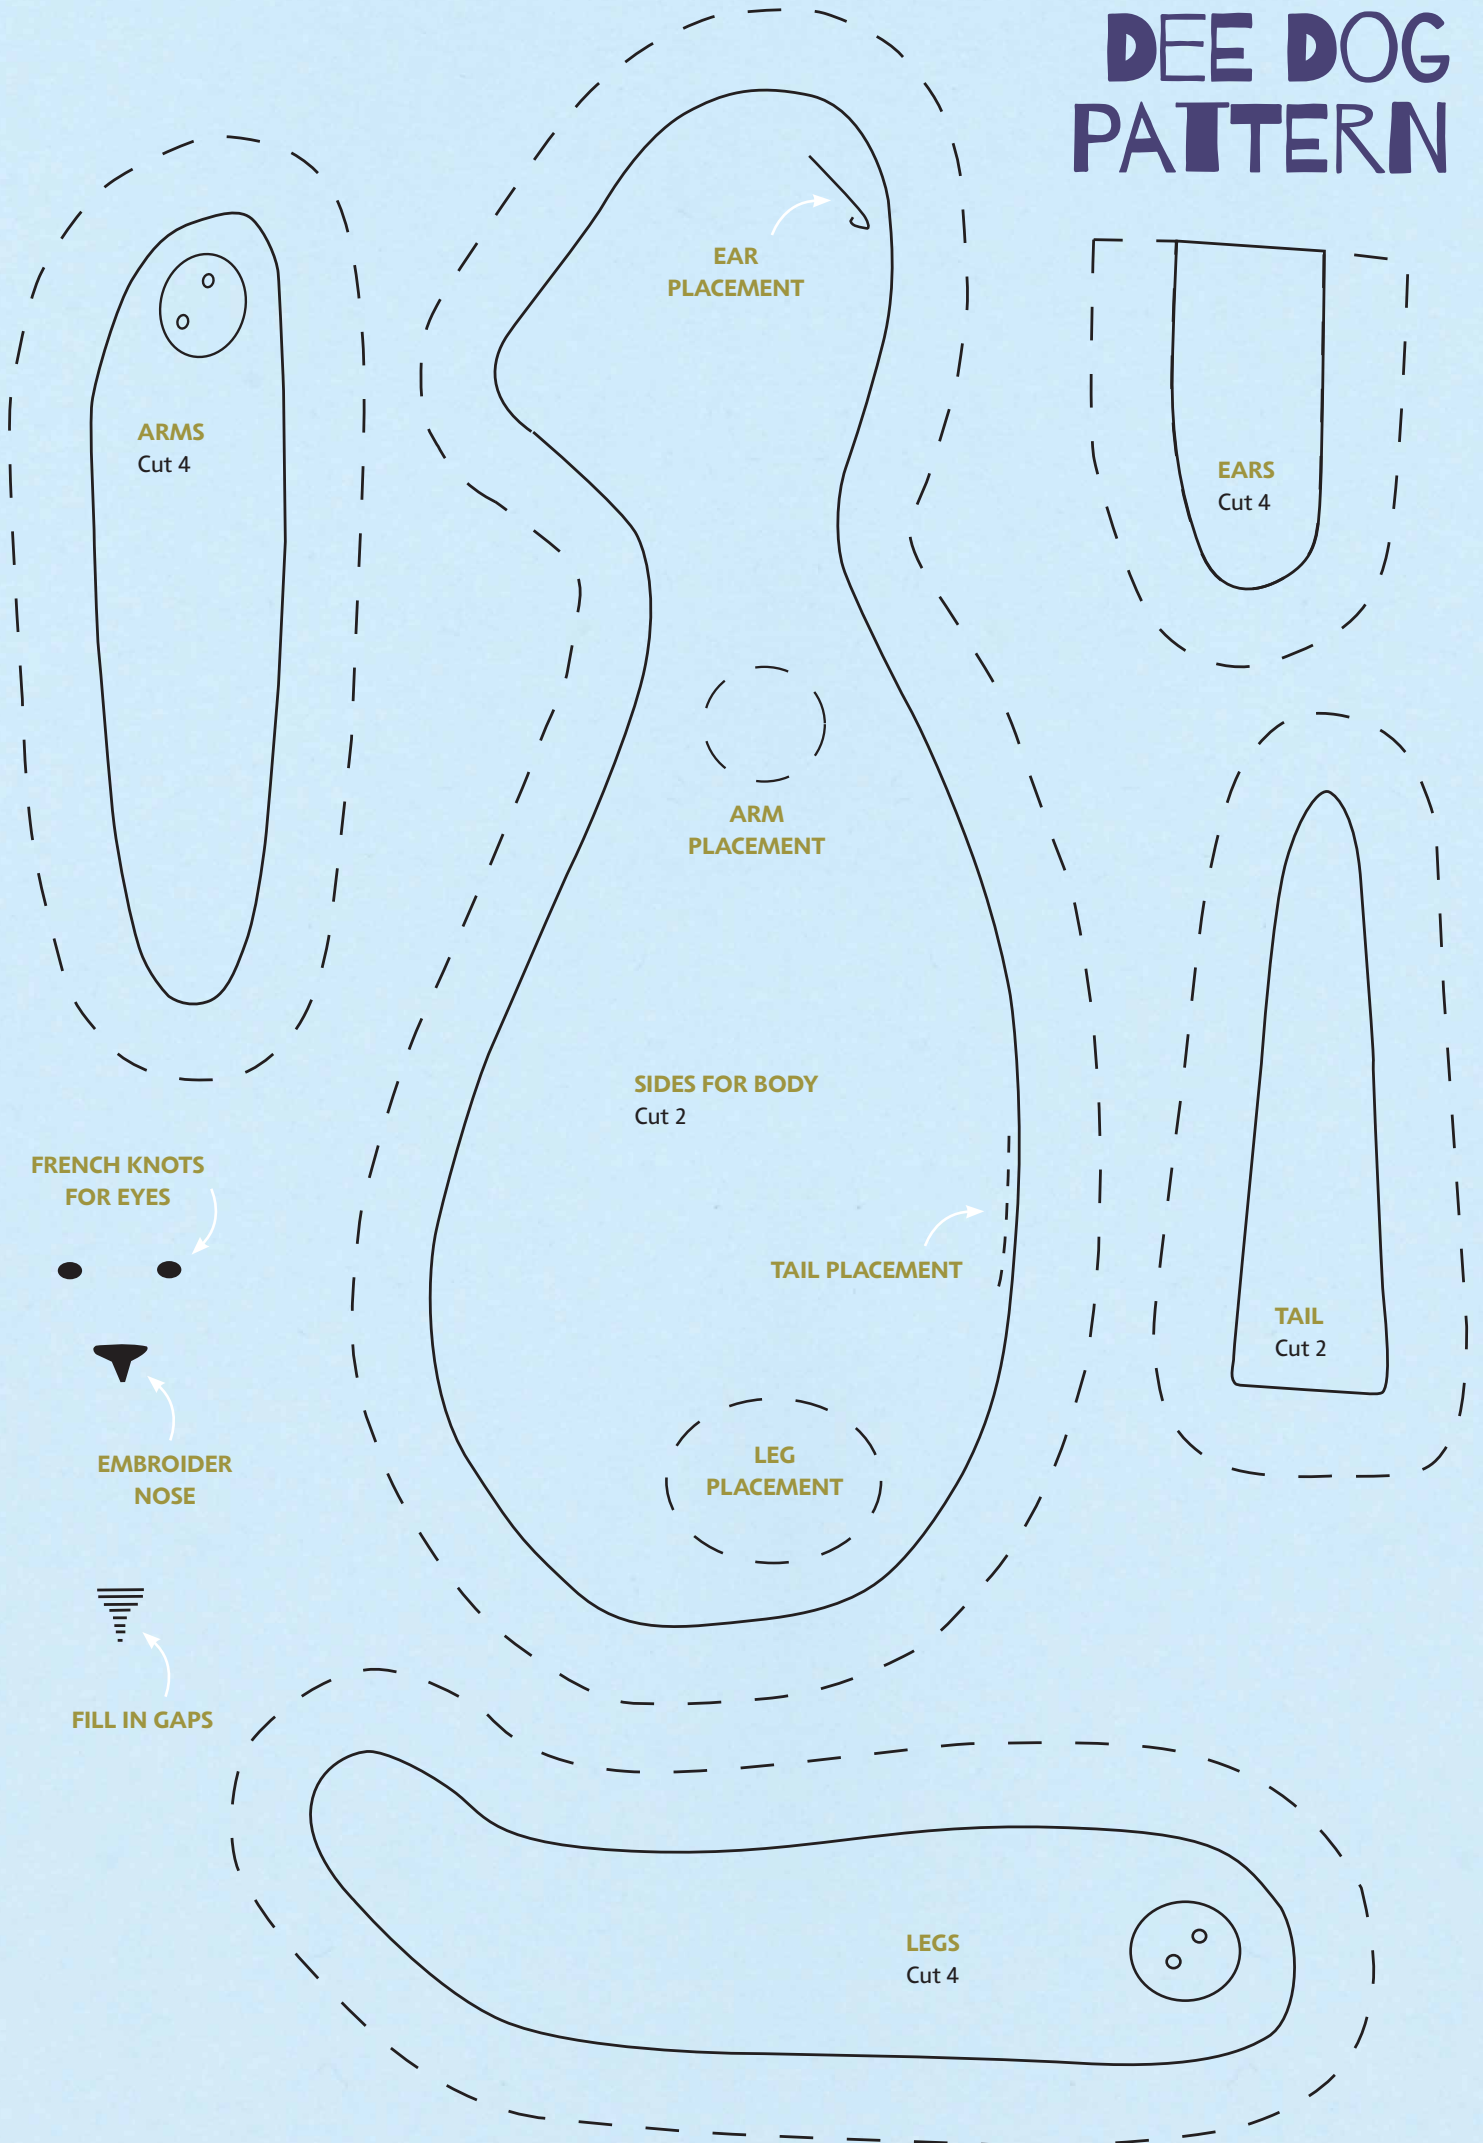 DEE DOG
PATTERN
EAR
PLACEMENT
ARMS
Cut 4
EARS
Cut 4
ARM
PLACEMENT
SIDES FOR BODY
Cut 2
FRENCH KNOTS
FOR EYES
TAIL PLACEMENT
TAIL
Cut 2
LEG
PLACEMENT
EMBROIDER
NOSE
FILL IN GAPS
LEGS
Cut 4